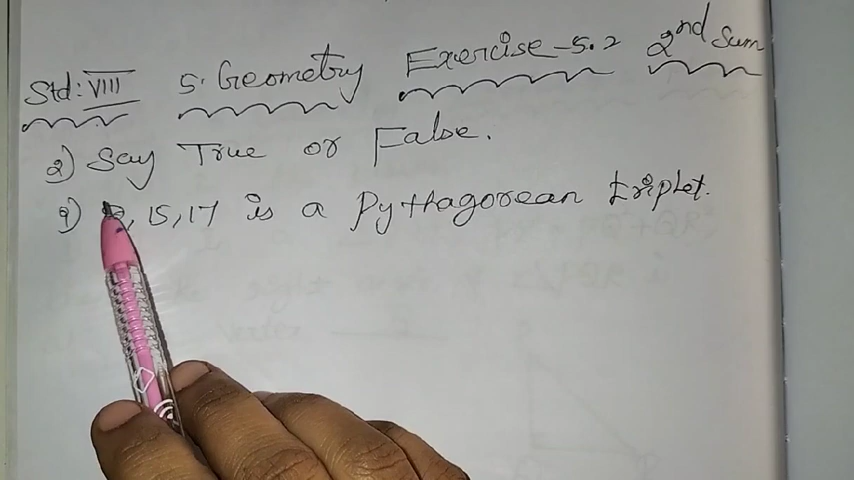 Std: VIII 5. Geometry Exercise-5.2 2nd Sum
2) Say True or False.
i) 8, 15, 17 is a Pythagorean triplet.